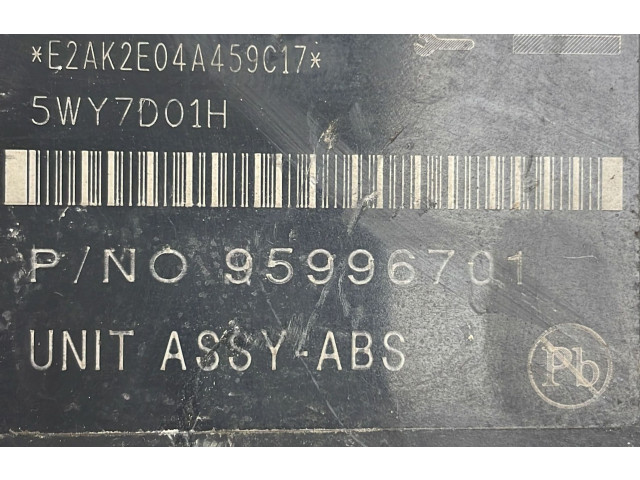 *E2AK2E04A459C17*
5WY7D01H
P/NO 95996701
UNIT ASSY-ABS
Pb